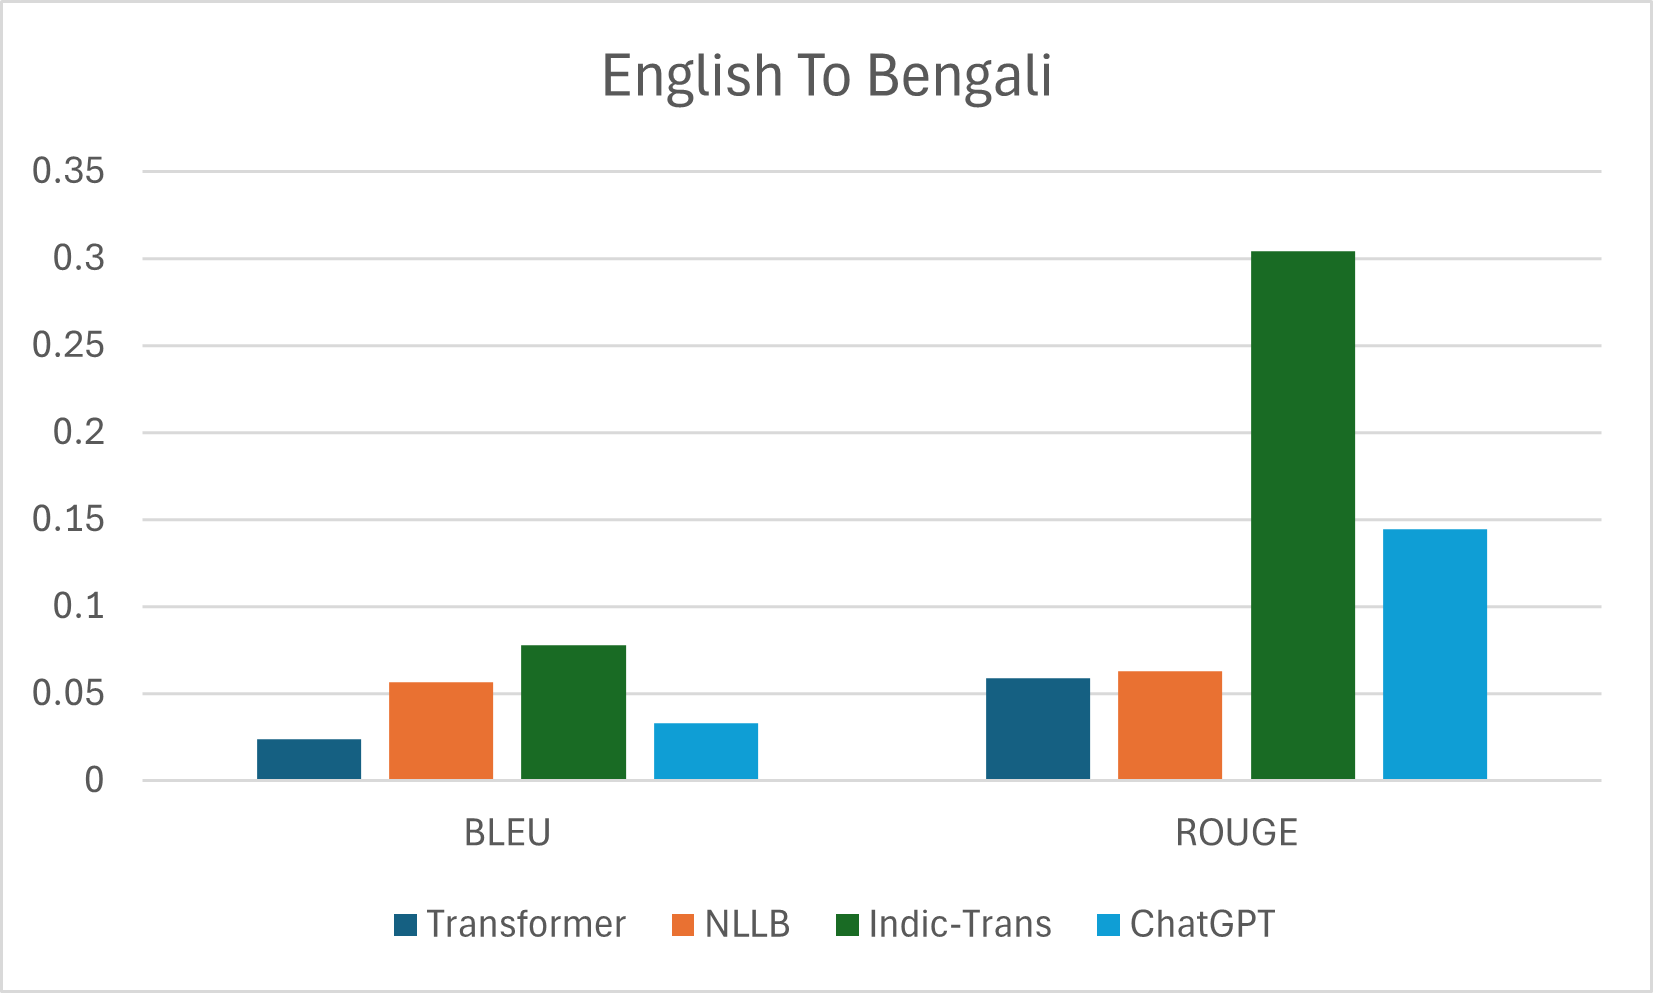 English To Bengali
0.35
0.3
0.25
0.2
0.15
0.1
0.05
0
BLEU ROUGE
Transformer NLLB Indic-Trans ChatGPT